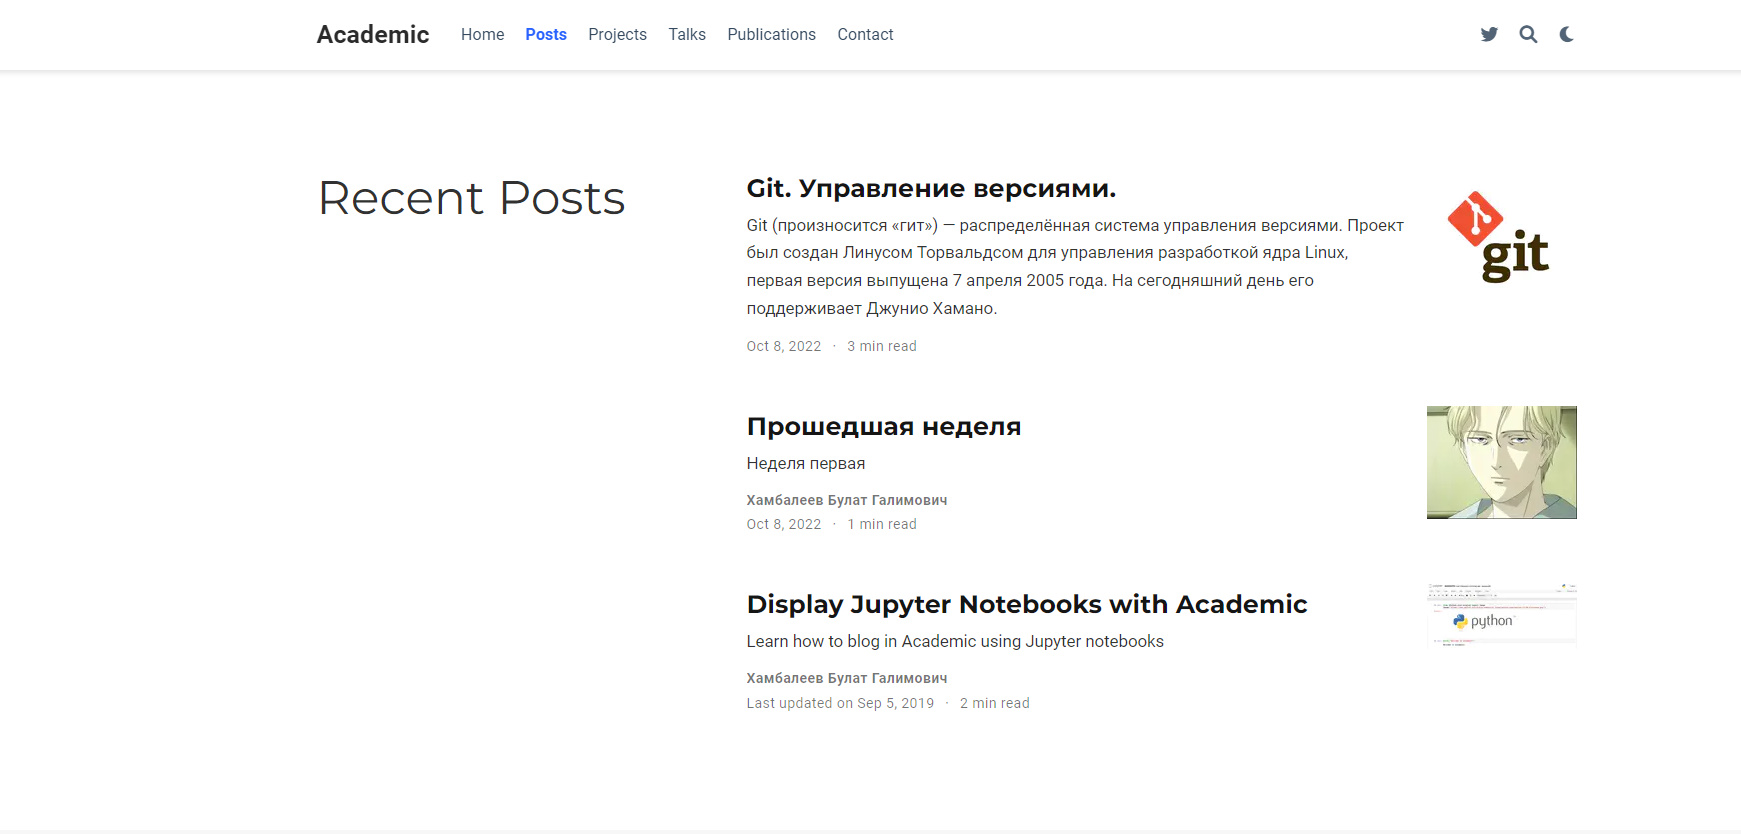 Academic Home Posts Projects Talks Publications Contact
Recent Posts
Git. Управление версиями.
Git (произносится «гит») — распределённая система управления версиями. Проект
был создан Линусом Торвальдсом для управления разработкой ядра Linux,
первая версия выпущена 7 апреля 2005 года. На сегодняшний день его
поддерживает Джунио Хамано.
Oct 8, 2022 · 3 min read
git
Прошедшая неделя
Неделя первая
Хамбалеев Булат Галимович
Oct 8, 2022 · 1 min read
Display Jupyter Notebooks with Academic
Learn how to blog in Academic using Jupyter notebooks
Хамбалеев Булат Галимович
Last updated on Sep 5, 2019 · 2 min read
python